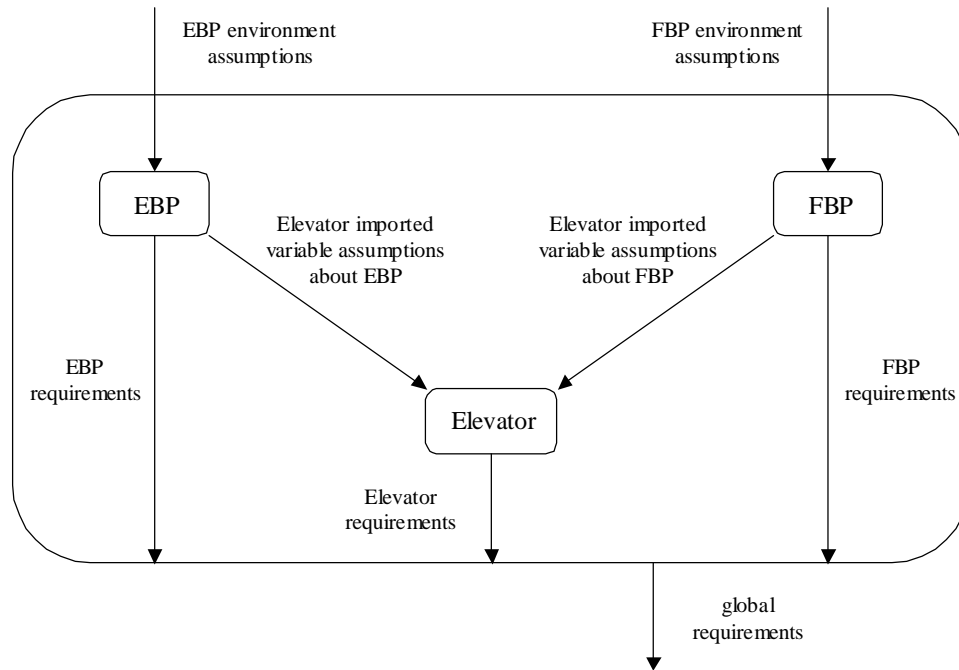 EBP environment
assumptions
FBP environment
assumptions
EBP
FBP
Elevator imported
variable assumptions
about EBP
Elevator imported
variable assumptions
about FBP
EBP
requirements
FBP
requirements
Elevator
Elevator
requirements
global
requirements